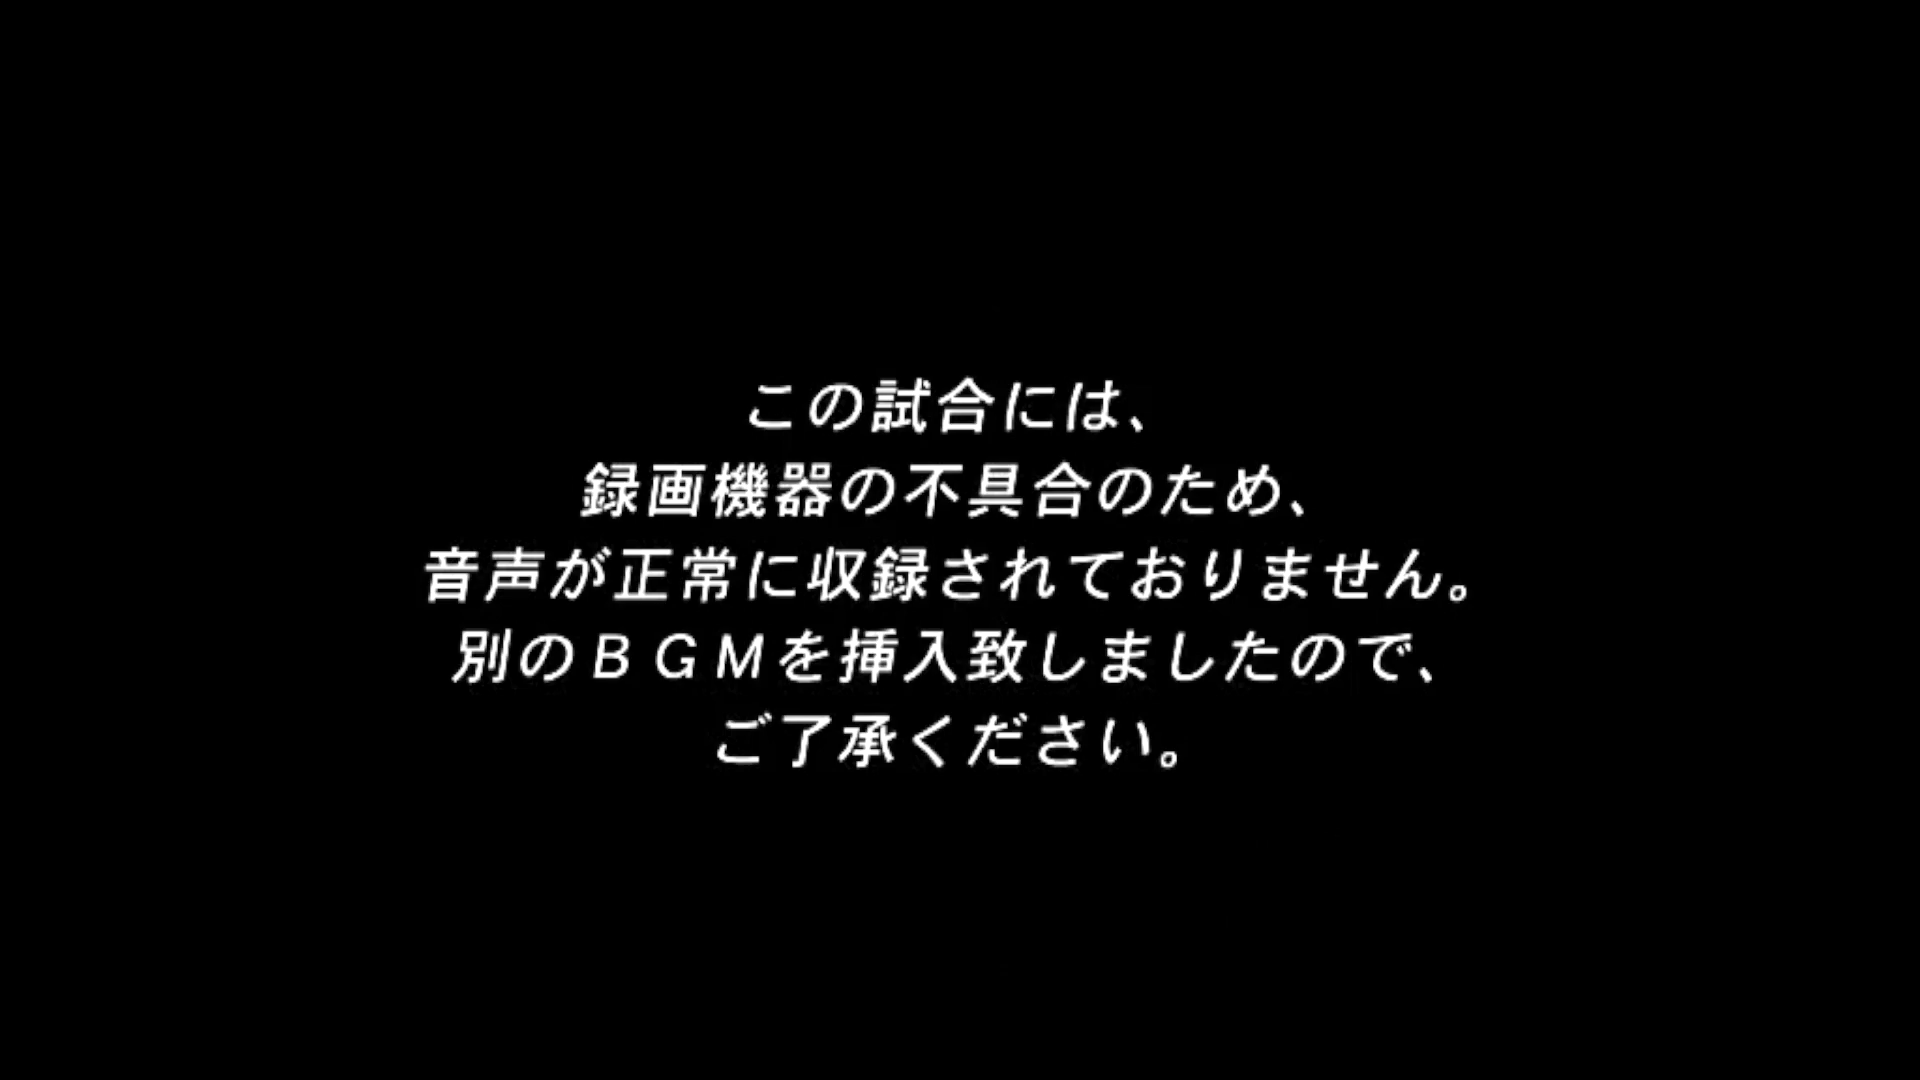 この試合には、
録画機器の不具合のため、
音声が正常に収録されておりません。
別のＢＧＭを挿入致しましたので、
ご了承ください。